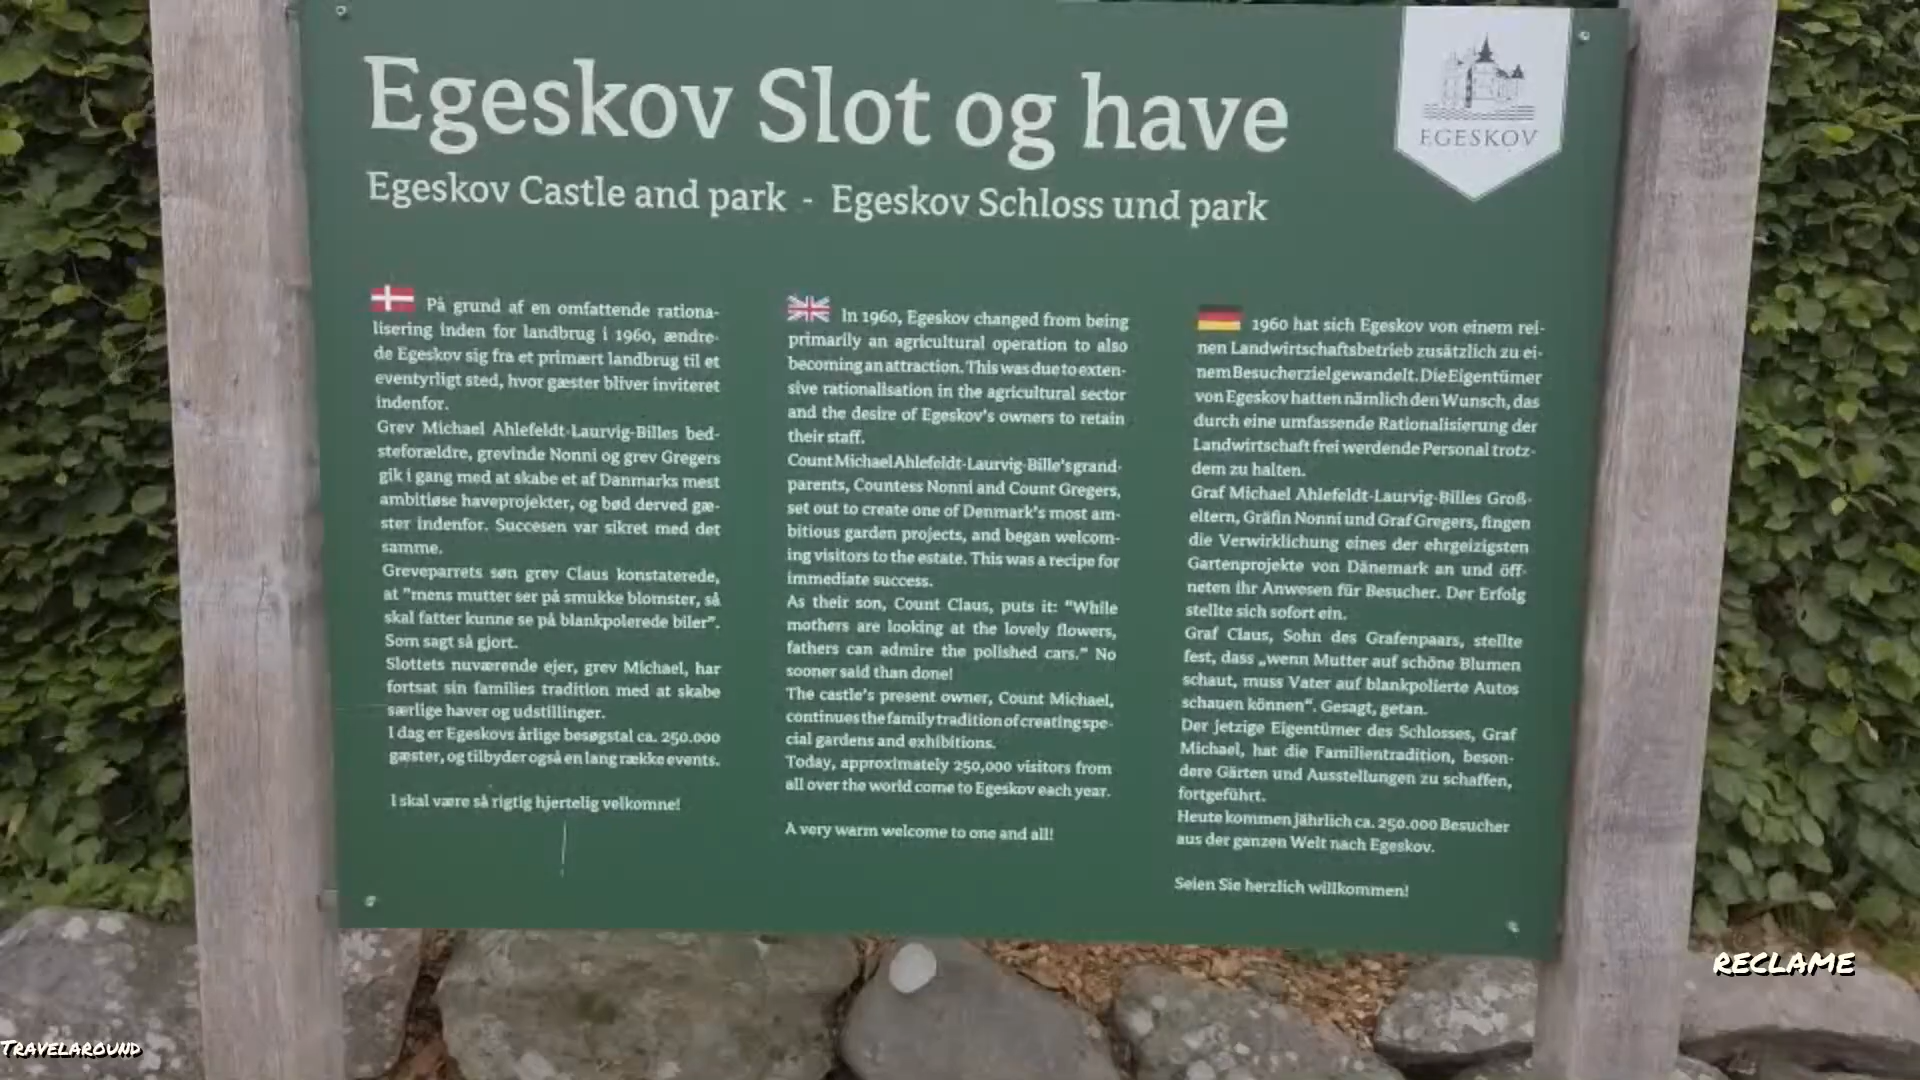 Egeskov Slot og have
EGESKOV
Egeskov Castle and park - Egeskov Schloss und park
På grund af en omfattende rationa-
lisering inden for landbrug i 1960, ændre-
de Egeskov sig fra et primært landbrug til et
eventyrligt sted, hvor gæster bliver inviteret
indenfor.
Grev Michael Ahlefeldt-Laurvig-Billes bed-
steforældre, grevinde Nonni og grev Gregers
gik i gang med at skabe et af Danmarks mest
ambitiøse haveprojekter, og bød derved gæ-
ster indenfor. Succesen var sikret med det
samme.
Greveparrets søn grev Claus konstaterede,
at "mens mutter ser på smukke blomster, så
skal fatter kunne se på blankpolerede biler".
Som sagt så gjort.
Slottets nuværende ejer, grev Michael, har
fortsat sin families tradition med at skabe
særlige haver og udstillinger.
I dag er Egeskovs årlige besøgstal ca. 250.000
gæster, og tilbyder også en lang række events.
I skal være så rigtig hjertelig velkomne!
In 1960, Egeskov changed from being
primarily an agricultural operation to also
becoming an attraction. This was due to exten-
sive rationalisation in the agricultural sector
and the desire of Egeskov's owners to retain
their staff.
Count Michael Ahlefeldt-Laurvig-Bille's grand-
parents, Countess Nonni and Count Gregers,
set out to create one of Denmark's most am-
bitious garden projects, and began welcom-
ing visitors to the estate. This was a recipe for
immediate success.
As their son, Count Claus, puts it: "While
mothers are looking at the lovely flowers,
fathers can admire the polished cars." No
sooner said than done!
The castle's present owner, Count Michael,
continues the family tradition of creating spe-
cial gardens and exhibitions.
Today, approximately 250,000 visitors from
all over the world come to Egeskov each year.
A very warm welcome to one and all!
1960 hat sich Egeskov von einem rei-
nen Landwirtschaftsbetrieb zusätzlich zu ei-
nem Besucherziel gewandelt. Die Eigentümer
von Egeskov hatten nämlich den Wunsch, das
durch eine umfassende Rationalisierung der
Landwirtschaft frei werdende Personal trotz-
dem zu halten.
Graf Michael Ahlefeldt-Laurvig-Billes Groß-
eltern, Gräfin Nonni und Graf Gregers, fingen
die Verwirklichung eines der ehrgeizigsten
Gartenprojekte von Dänemark an und öff-
neten ihr Anwesen für Besucher. Der Erfolg
stellte sich sofort ein.
Graf Claus, Sohn des Grafenpaars, stellte
fest, dass „wenn Mutter auf schöne Blumen
schaut, muss Vater auf blankpolierte Autos
schauen können". Gesagt, getan.
Der jetzige Eigentümer des Schlosses, Graf
Michael, hat die Familientradition, beson-
dere Gärten und Ausstellungen zu schaffen,
fortgeführt.
Heute kommen jährlich ca. 250.000 Besucher
aus der ganzen Welt nach Egeskov.
Seien Sie herzlich willkommen!
RECLAME
TRAVELAROUND